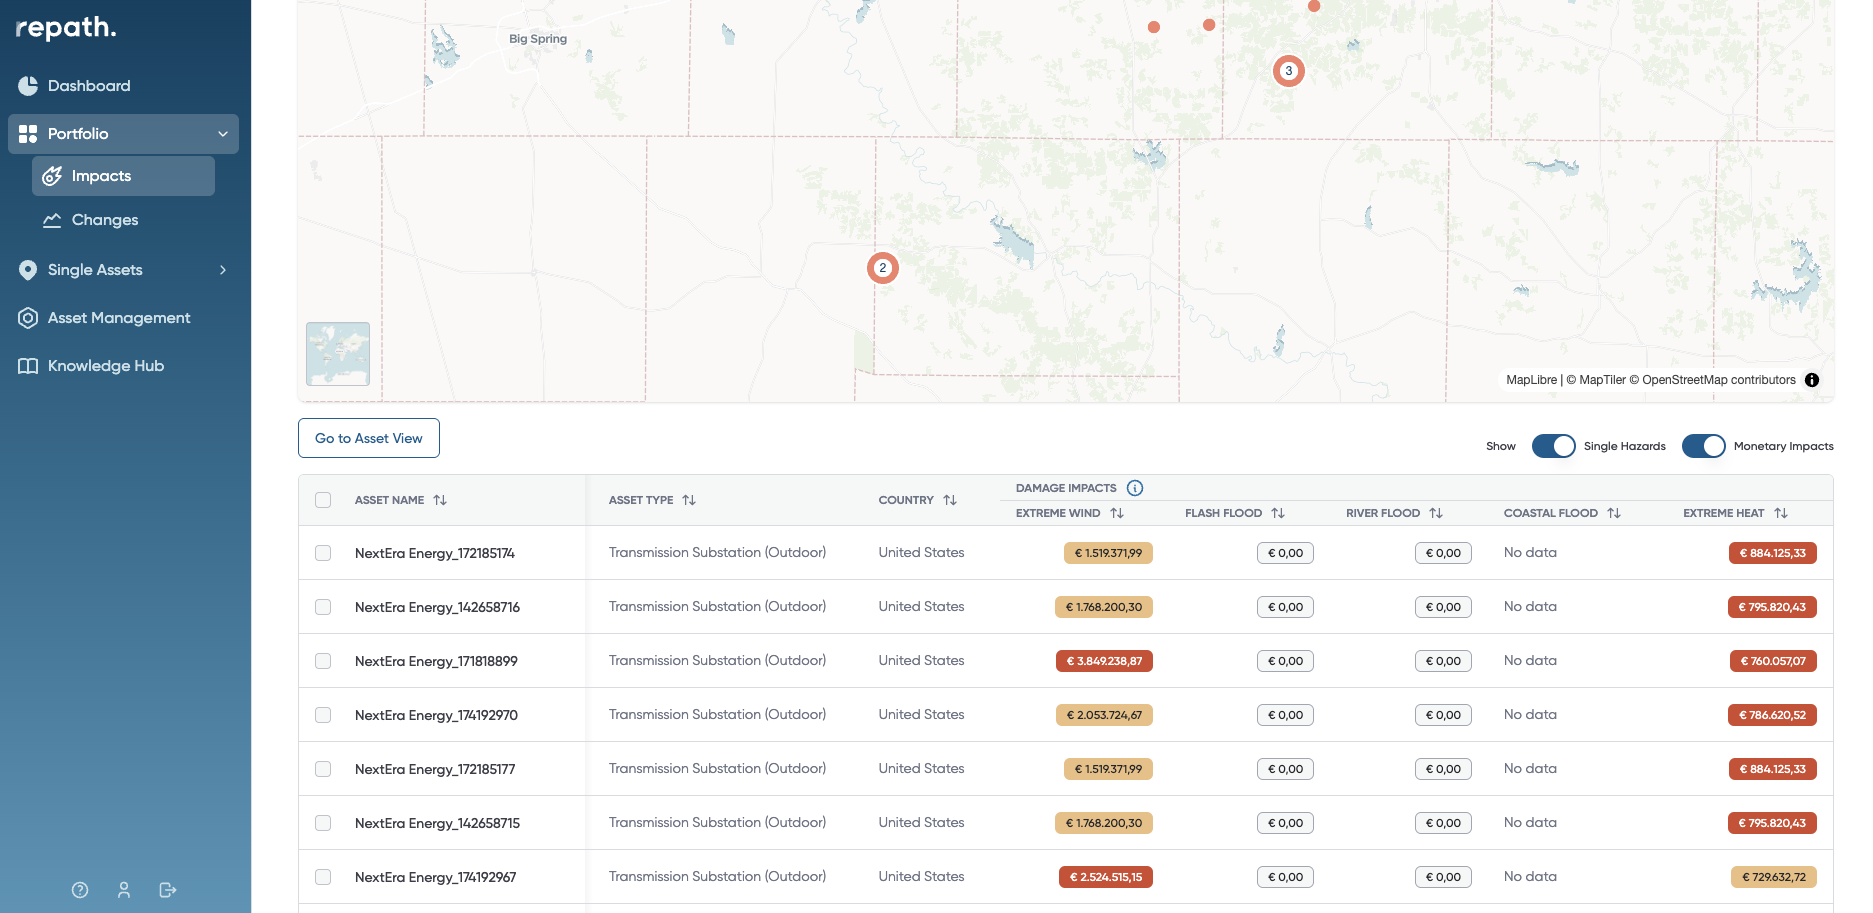 repath.
Dashboard
Portfolio
Impacts
Changes
Single Assets
Asset Management
Knowledge Hub
Big Spring
3
2
MapLibre | © MapTiler © OpenStreetMap contributors
Go to Asset View
Show Single Hazards Monetary Impacts
ASSET NAME ASSET TYPE COUNTRY DAMAGE IMPACTS
EXTREME WIND FLASH FLOOD RIVER FLOOD COASTAL FLOOD EXTREME HEAT
NextEra Energy_172185174 Transmission Substation (Outdoor) United States € 1.519.371,99 € 0,00 € 0,00 No data € 884.125,33
NextEra Energy_142658716 Transmission Substation (Outdoor) United States € 1.768.200,30 € 0,00 € 0,00 No data € 795.820,43
NextEra Energy_171818899 Transmission Substation (Outdoor) United States € 3.849.238,87 € 0,00 € 0,00 No data € 760.057,07
NextEra Energy_174192970 Transmission Substation (Outdoor) United States € 2.053.724,67 € 0,00 € 0,00 No data € 786.620,52
NextEra Energy_172185177 Transmission Substation (Outdoor) United States € 1.519.371,99 € 0,00 € 0,00 No data € 884.125,33
NextEra Energy_142658715 Transmission Substation (Outdoor) United States € 1.768.200,30 € 0,00 € 0,00 No data € 795.820,43
NextEra Energy_174192967 Transmission Substation (Outdoor) United States € 2.524.515,15 € 0,00 € 0,00 No data € 729.632,72